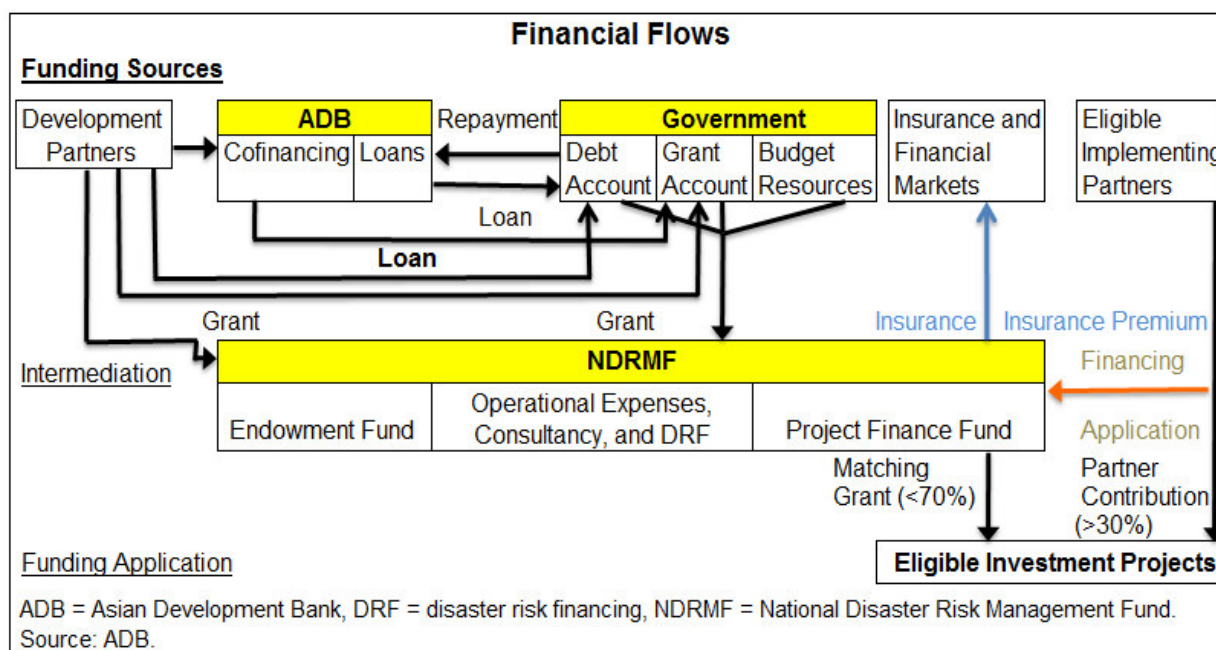 Financial Flows
Funding Sources
Development
Partners
ADB
Cofinancing
Loans
Repayment
Loan
Government
Debt
Account
Grant
Account
Budget
Resources
Insurance and
Financial
Markets
Eligible
Implementing
Partners
Loan
Grant
Grant
Insurance
Insurance Premium
Intermediation
NDRMF
Financing
Endowment Fund
Operational Expenses,
Consultancy, and DRF
Project Finance Fund
Application
Matching
Grant (<70%)
Partner
Contribution
(>30%)
Funding Application
Eligible Investment Projects
ADB = Asian Development Bank, DRF = disaster risk financing, NDRMF = National Disaster Risk Management Fund.
Source: ADB.